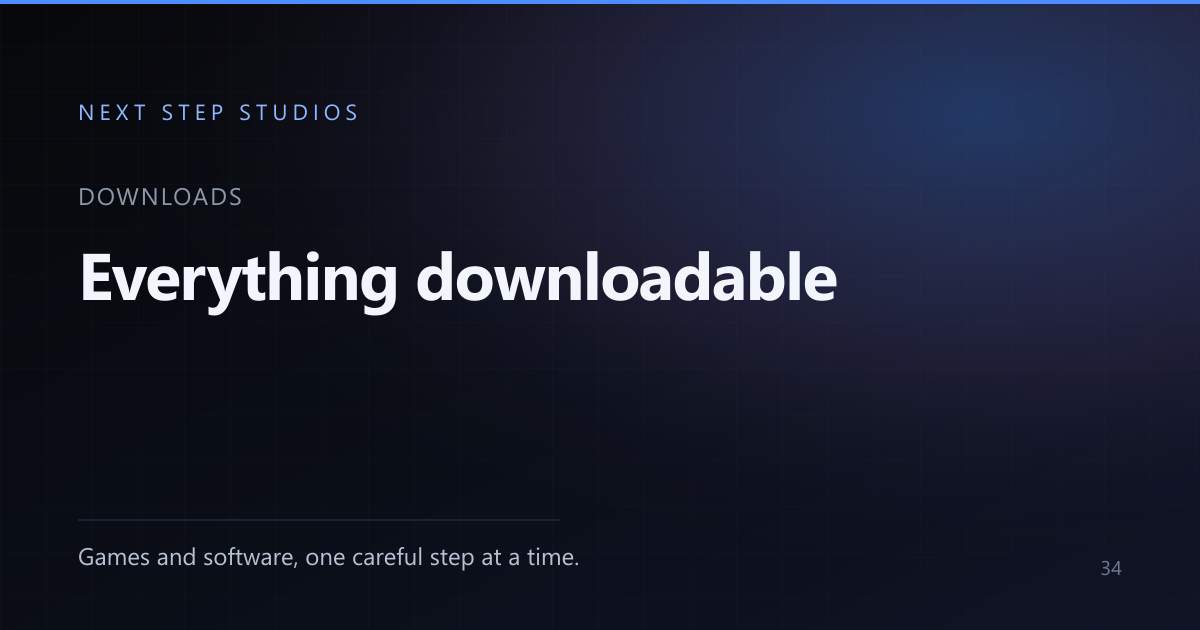 NEXT STEP STUDIOS
DOWNLOADS
Everything downloadable
Games and software, one careful step at a time.
34